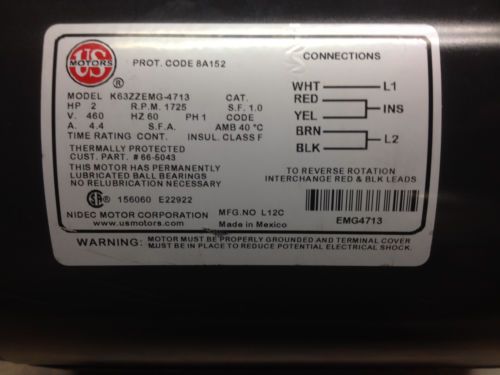 US
MOTORS
®
PROT. CODE 8A152
MODEL K63ZZEMG-4713 CAT.
HP 2 R.P.M. 1725 S.F. 1.0
V. 460 HZ 60 PH 1 CODE F
A. 4.4 S.F.A. AMB 40 °C
TIME RATING CONT. INSUL. CLASS F
THERMALLY PROTECTED
CUST. PART # 66-5043
THIS MOTOR HAS PERMANENTLY
LUBRICATED BALL BEARINGS
NO RELUBRICATION NECESSARY
156060 E22922
NIDEC MOTOR CORPORATION MFG.NO L12C
www.usmotors.com® Made in Mexico
CONNECTIONS
WHT L1
RED
INS
YEL
BRN
L2
BLK
TO REVERSE ROTATION
INTERCHANGE RED & BLK LEADS
EMG4713
WARNING: MOTOR MUST BE PROPERLY GROUNDED AND TERMINAL COVER
MUST BE IN PLACE TO REDUCE POTENTIAL ELECTRICAL SHOCK.